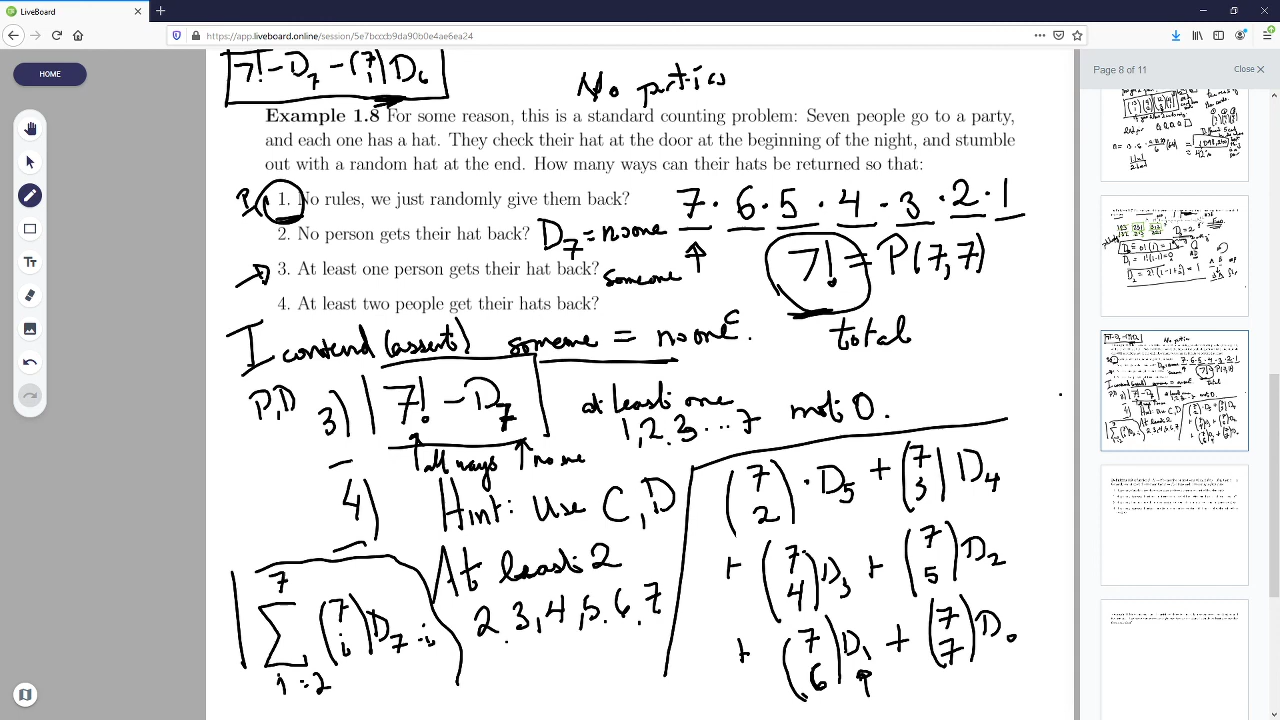 LiveBoard
https://app.liveboard.online/session/5e7bcccb9da90b0e4ae6ea24
HOME
Page 8 of 11
Close
7! - D₇ - (7 1) D₆
No
Example 1.8 For some reason, this is a standard counting problem: Seven people go to a party,
and each one has a hat. They check their hat at the door at the beginning of the night, and stumble
out with a random hat at the end. How many ways can their hats be returned so that:
1. No rules, we just randomly give them back?
7 · 6 · 5 · 4 · 3 · 2 · 1
2. No person gets their hat back?
D₇ = no one
7! = P(7,7)
3. At least one person gets their hat back?
someone
4. At least two people get their hats back?
total
I contend (assert) someone = no oneᶜ.
P, D
3) 7! - D₇
at least one
1, 2, 3 ... 7 not 0.
all ways
no one
4) Hint: Use C, D
At least 2
2, 3, 4, 5, 6, 7
7
Σ (7 i) D₇₋ᵢ
i=2
(7 2) · D₅ + (7 3) D₄
+ (7 4) D₃ + (7 5) D₂
+ (7 6) D₁ + (7 7) D₀